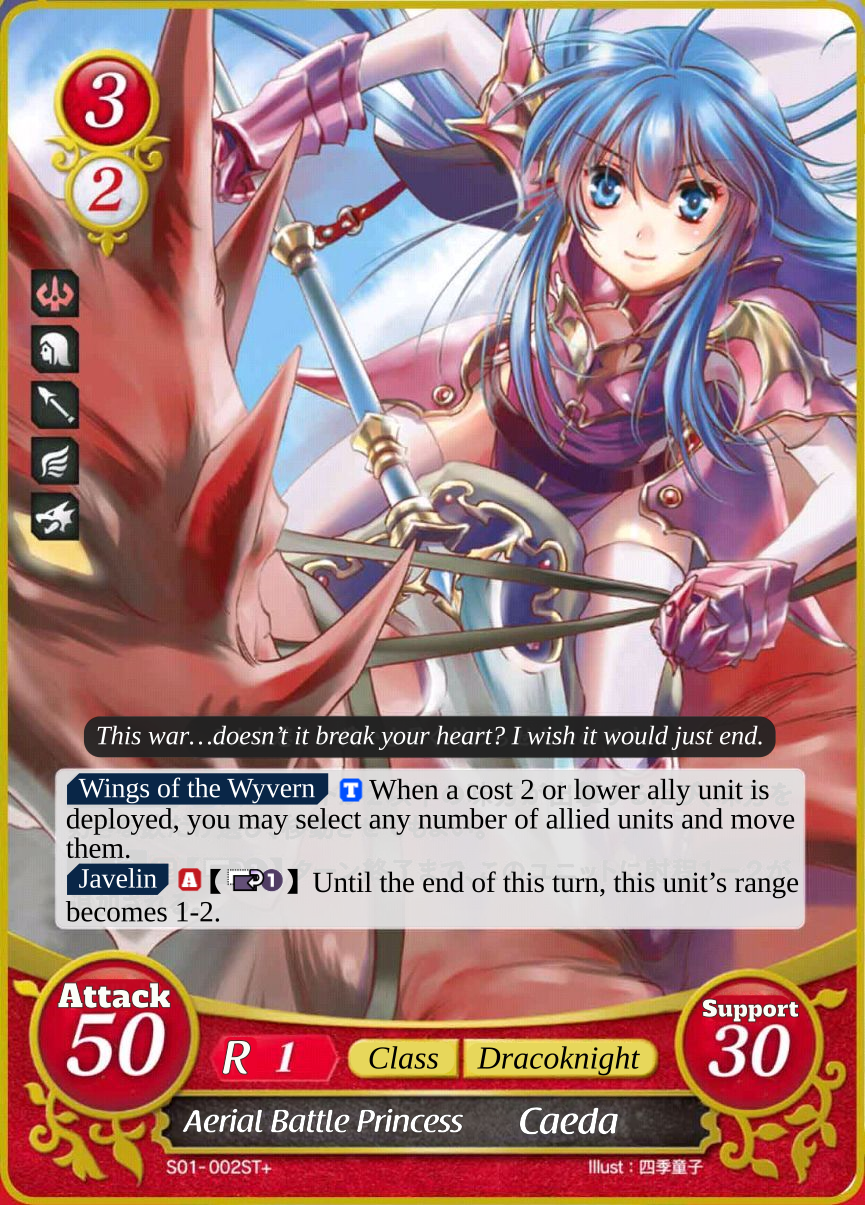 3
2
This war…doesn’t it break your heart? I wish it would just end.
Wings of the Wyvern T When a cost 2 or lower ally unit is
deployed, you may select any number of allied units and move
them.
Javelin A 【 1 】 Until the end of this turn, this unit’s range
becomes 1-2.
Attack
50
R 1
Class
Dracoknight
Support
30
Aerial Battle Princess Caeda
S01-002ST+
Illust：四季童子